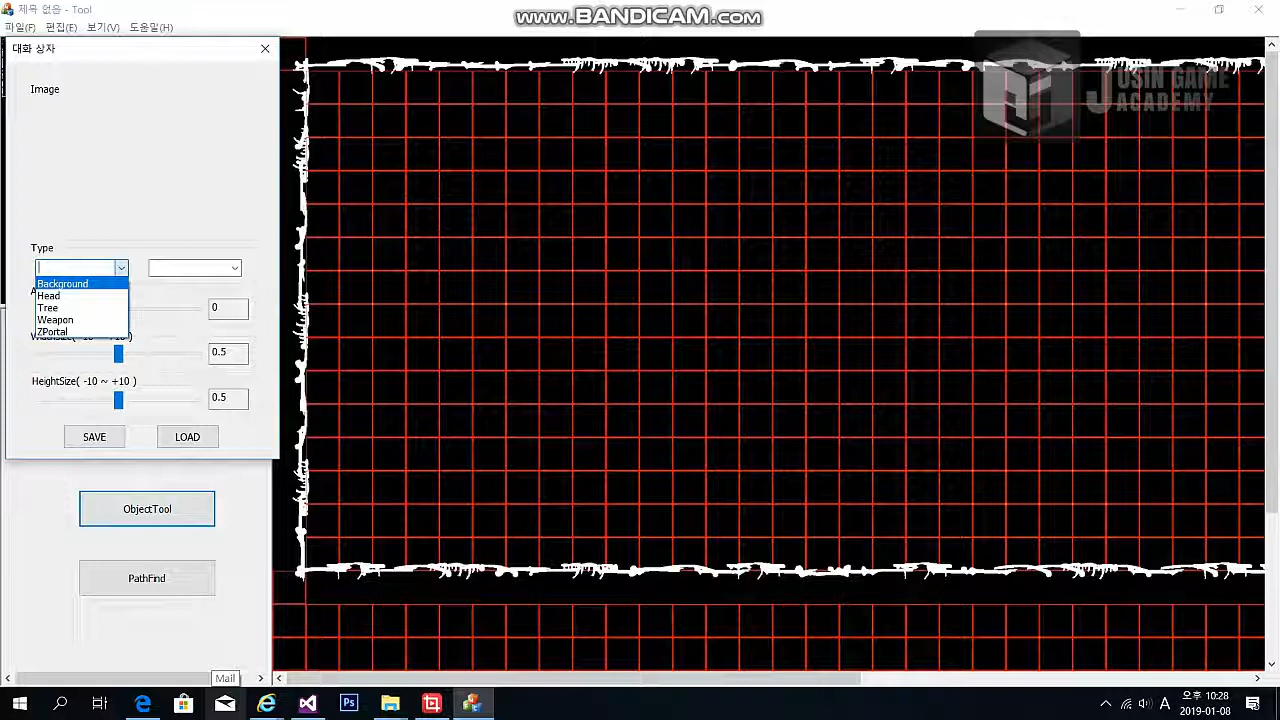 제목 없음 - Tool
www.BANDICAM.com
파일(F) 편집(E) 보기(V) 도움말(H)
대화 상자
JUSIN GAME
ACADEMY
Image
Type
Background
Head
Tree
Weapon
ZPortal
0
0.5
HeightSize( -10 ~ +10 )
0.5
SAVE
LOAD
ObjectTool
PathFind
Mail
A
오후 10:28
2019-01-08